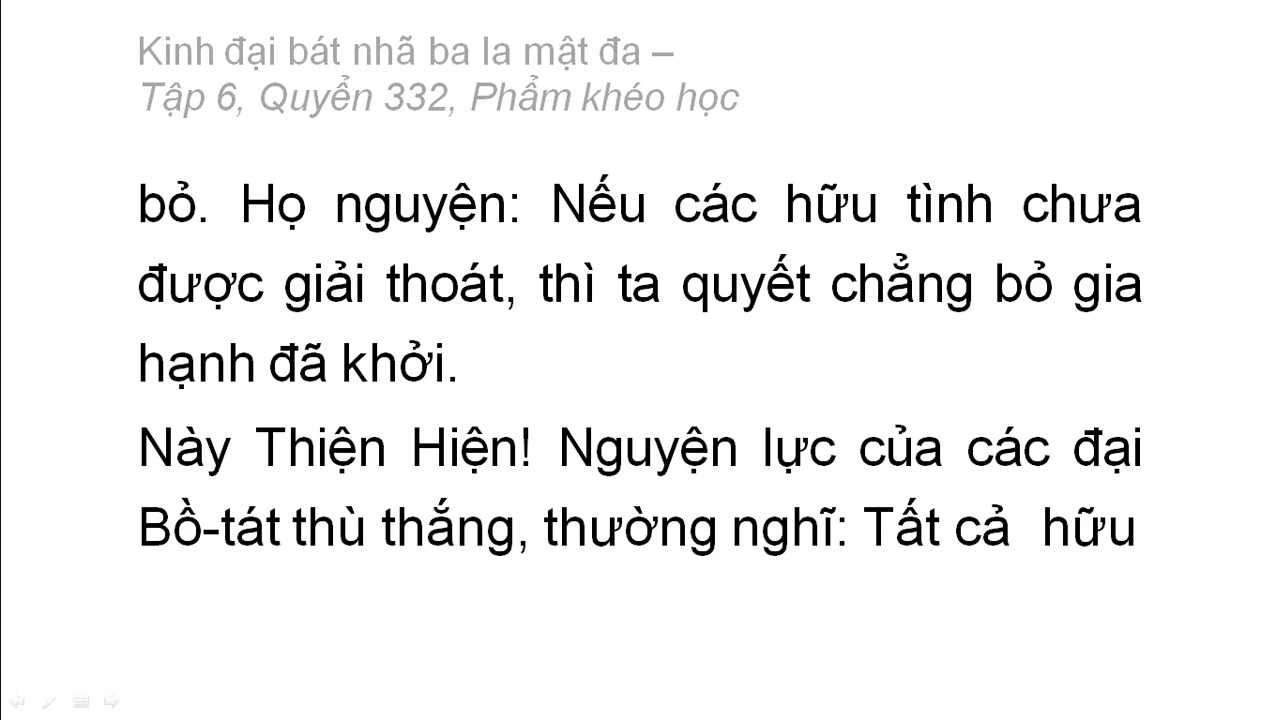 Kinh đại bát nhã ba la mật đa –
Tập 6, Quyển 332, Phẩm khéo học
bỏ. Họ nguyện: Nếu các hữu tình chưa
được giải thoát, thì ta quyết chẳng bỏ gia
hạnh đã khởi.
Này Thiện Hiện! Nguyện lực của các đại
Bồ-tát thù thắng, thường nghĩ: Tất cả hữu